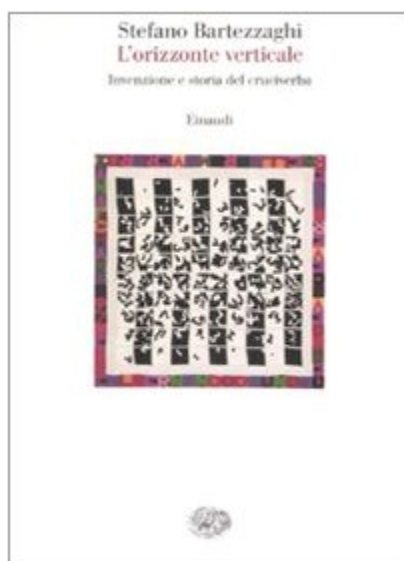 Stefano Bartezzaghi
L'orizzonte verticale
Invenzione e storia del cruciverba
Einaudi